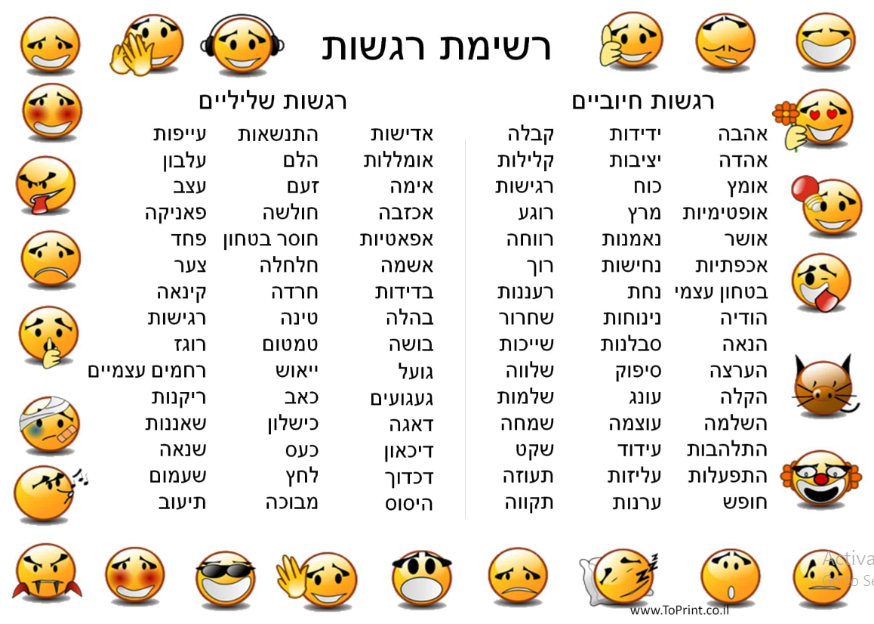 רשימת רגשות
רגשות חיוביים
אהבה ידידות קבלה
אהדה יציבות קלילות
אומץ כוח רגישות
אופטימיות מרץ רוגע
אושר נאמנות רווחה
אכפתיות נחישות רוך
בטחון עצמי נחת רעננות
הודיה נינוחות שחרור
הנאה סבלנות שייכות
הערצה סיפוק שלווה
הקלה עונג שלמות
השלמה עוצמה שמחה
התלהבות עידוד שקט
התפעלות עליזות תעוזה
חופש ערנות תקווה
רגשות שליליים
אדישות התנשאות עייפות
אומללות הלם עלבון
אימה זעם עצב
אכזבה חולשה פאניקה
אפאטיות חוסר בטחון פחד
אשמה חלחלה צער
בדידות חרדה קינאה
בהלה טינה רגישות
בושה טמטום רוגז
גועל ייאוש רחמים עצמיים
געגועים כאב ריקנות
דאגה כישלון שאננות
דיכאון כעס שנאה
דכדוך לחץ שעמום
היסוס מבוכה תיעוב
www.ToPrint.co.il
Activa